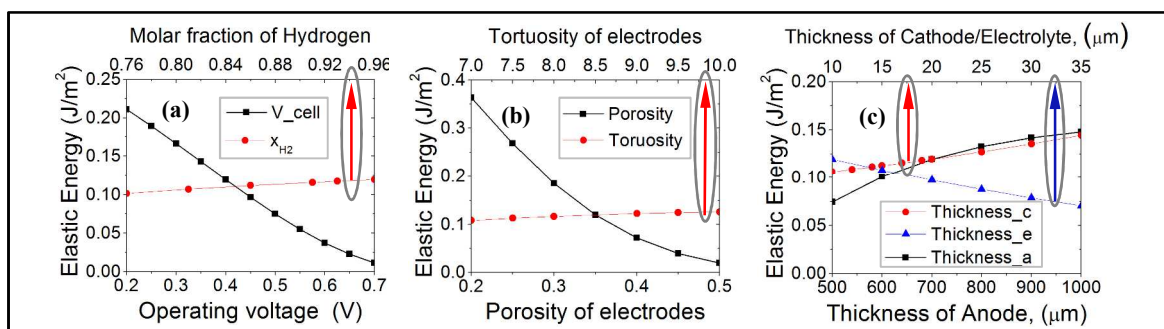 Molar fraction of Hydrogen
0.76 0.80 0.84 0.88 0.92 0.96
Elastic Energy (J/m²)
0.25
0.20
0.15
0.10
0.05
0.00
(a)
V_cell
x_H2
0.2 0.3 0.4 0.5 0.6 0.7
Operating voltage (V)
Tortuosity of electrodes
7.0 7.5 8.0 8.5 9.0 9.5 10.0
Elastic Energy (J/m²)
0.4
0.3
0.2
0.1
0.0
(b)
Porosity
Toruosity
0.2 0.3 0.4 0.5
Porosity of electrodes
Thickness of Cathode/Electrolyte, (μm)
10 15 20 25 30 35
Elastic Energy (J/m²)
0.20
0.15
0.10
0.05
0.00
(c)
Thickness_c
Thickness_e
Thickness_a
500 600 700 800 900 1000
Thickness of Anode, (μm)